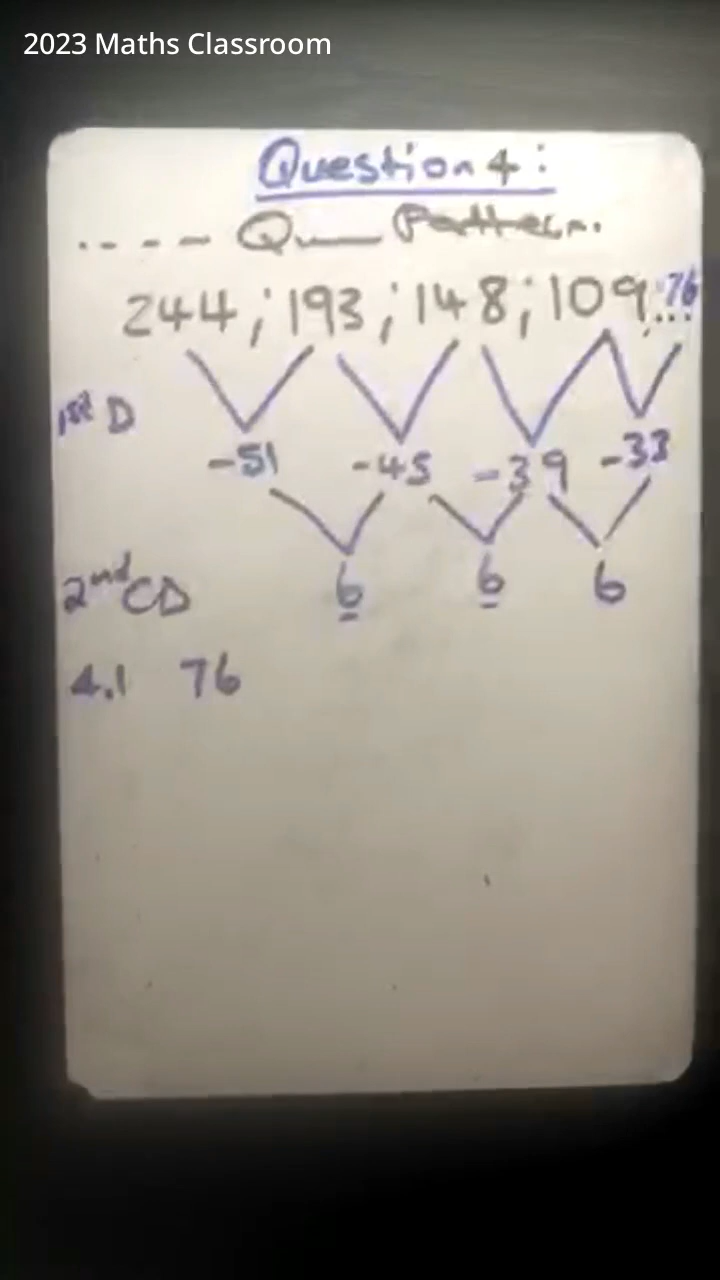 2023 Maths Classroom
Question 4:
---- Q Pattern.
244; 193; 148; 109; 76...
1st D
-51 -45 -39 -33
2nd CD
6 6 6
4.1 76